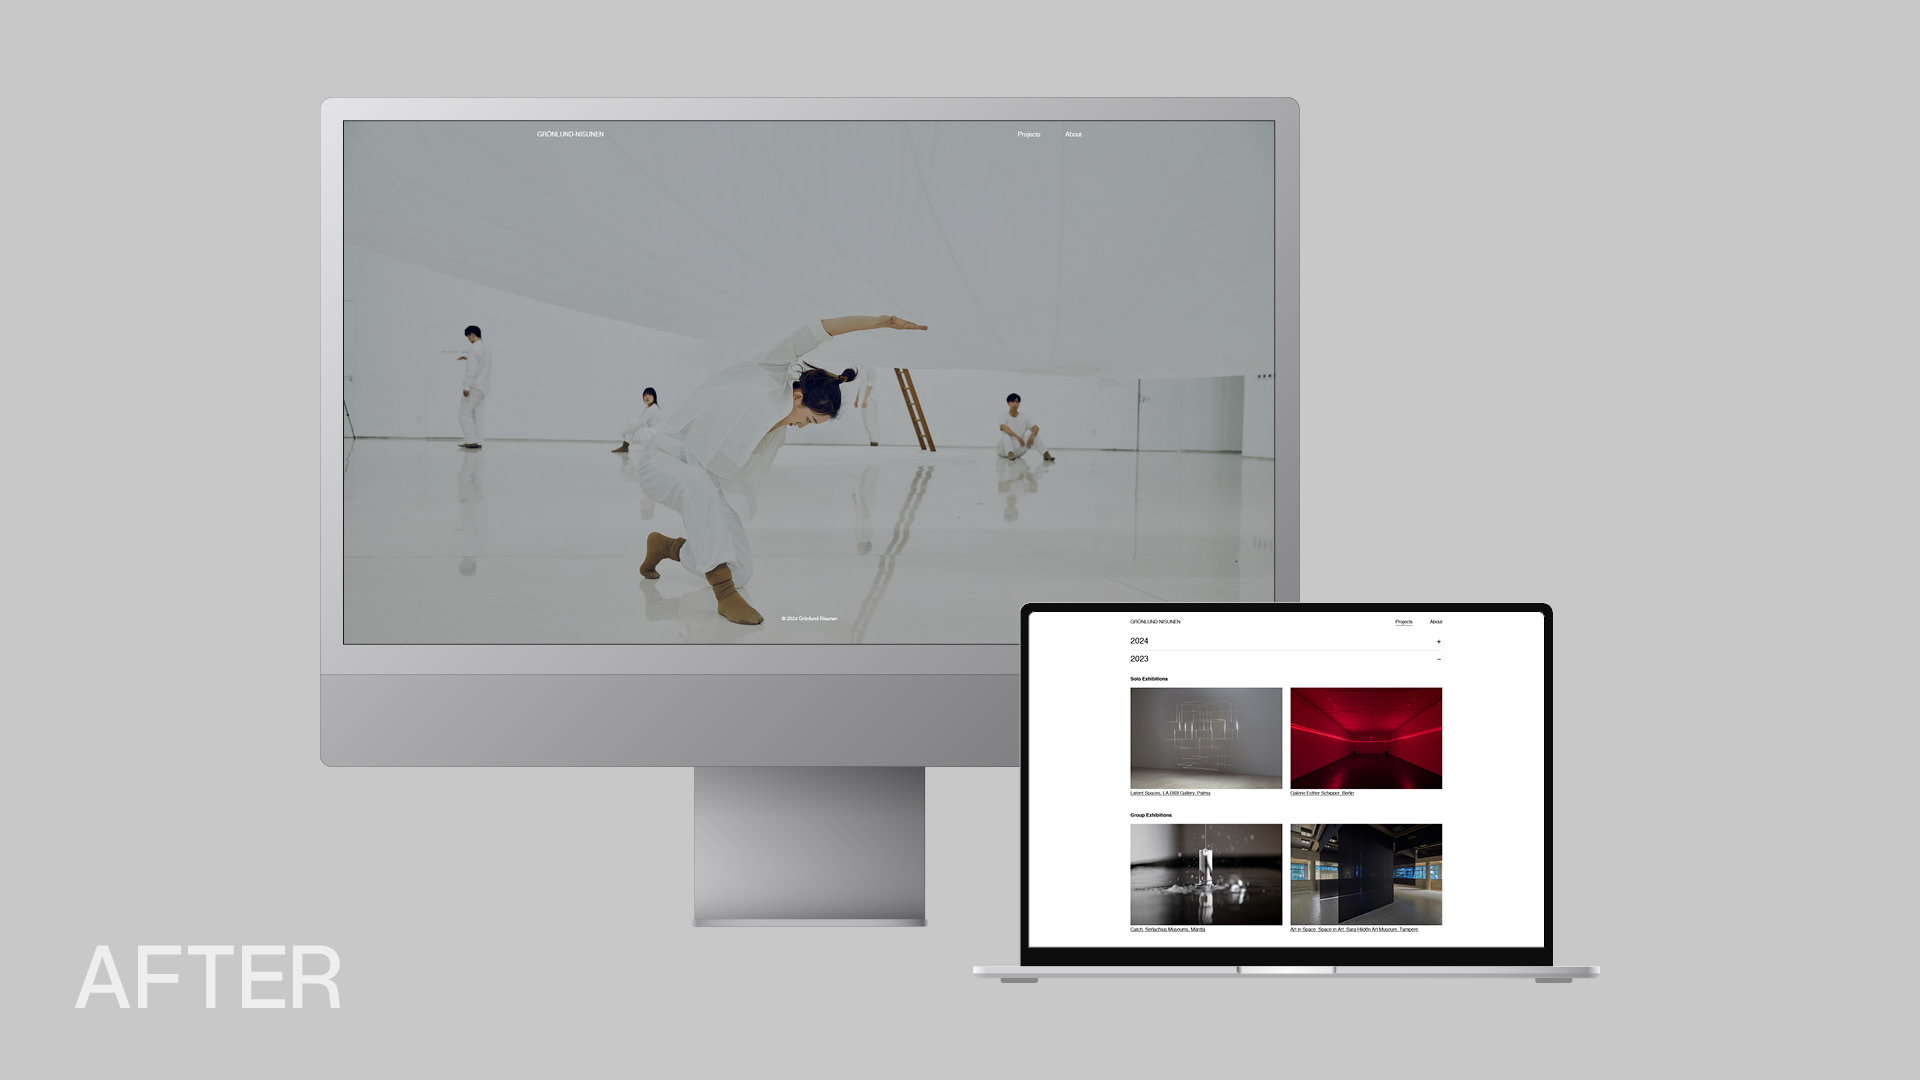 GRÖNLUND-NISUNEN
Projects
About
© 2024 Grönlund-Nisunen
GRÖNLUND NISUNEN
Projects
About
2024
+
2023
−
Solo Exhibitions
Latent Spaces, LA BIBI Gallery, Palma
Galerie Esther Schipper, Berlin
Group Exhibitions
Catch, Serlachius Museums, Mänttä
Art in Space, Space in Art, Sara Hildén Art Museum, Tampere
AFTER